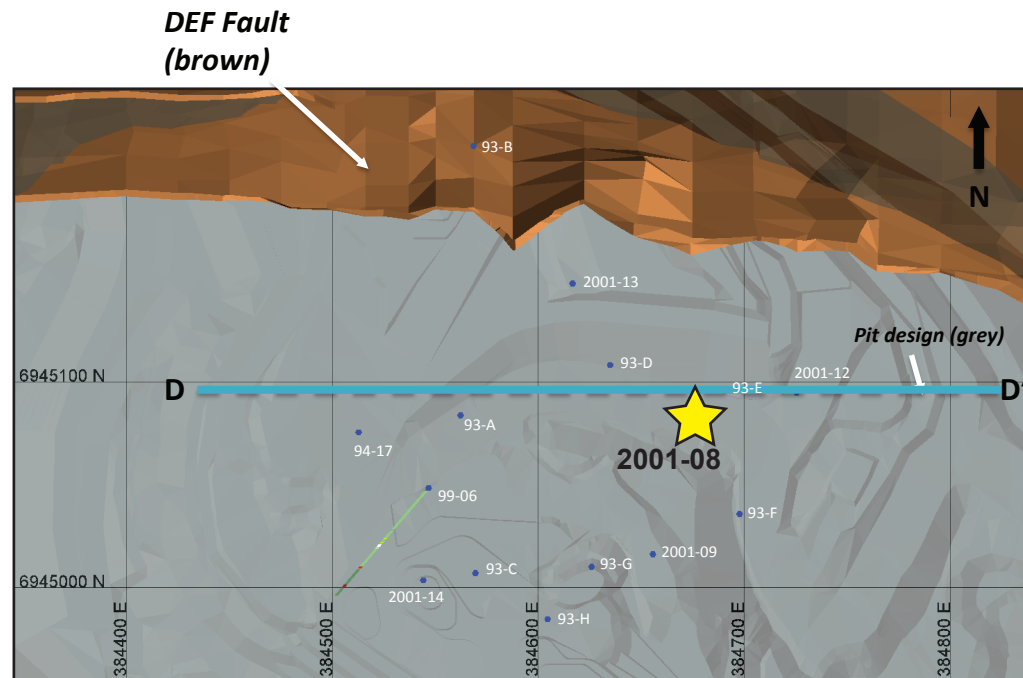 DEF Fault
(brown)
93-B
N
2001-13
Pit design (grey)
93-D
2001-12
6945100 N
D
93-E
D'
93-A
94-17
2001-08
99-06
93-F
2001-09
93-G
93-C
6945000 N
2001-14
93-H
384400 E
384500 E
384600 E
384700 E
384800 E